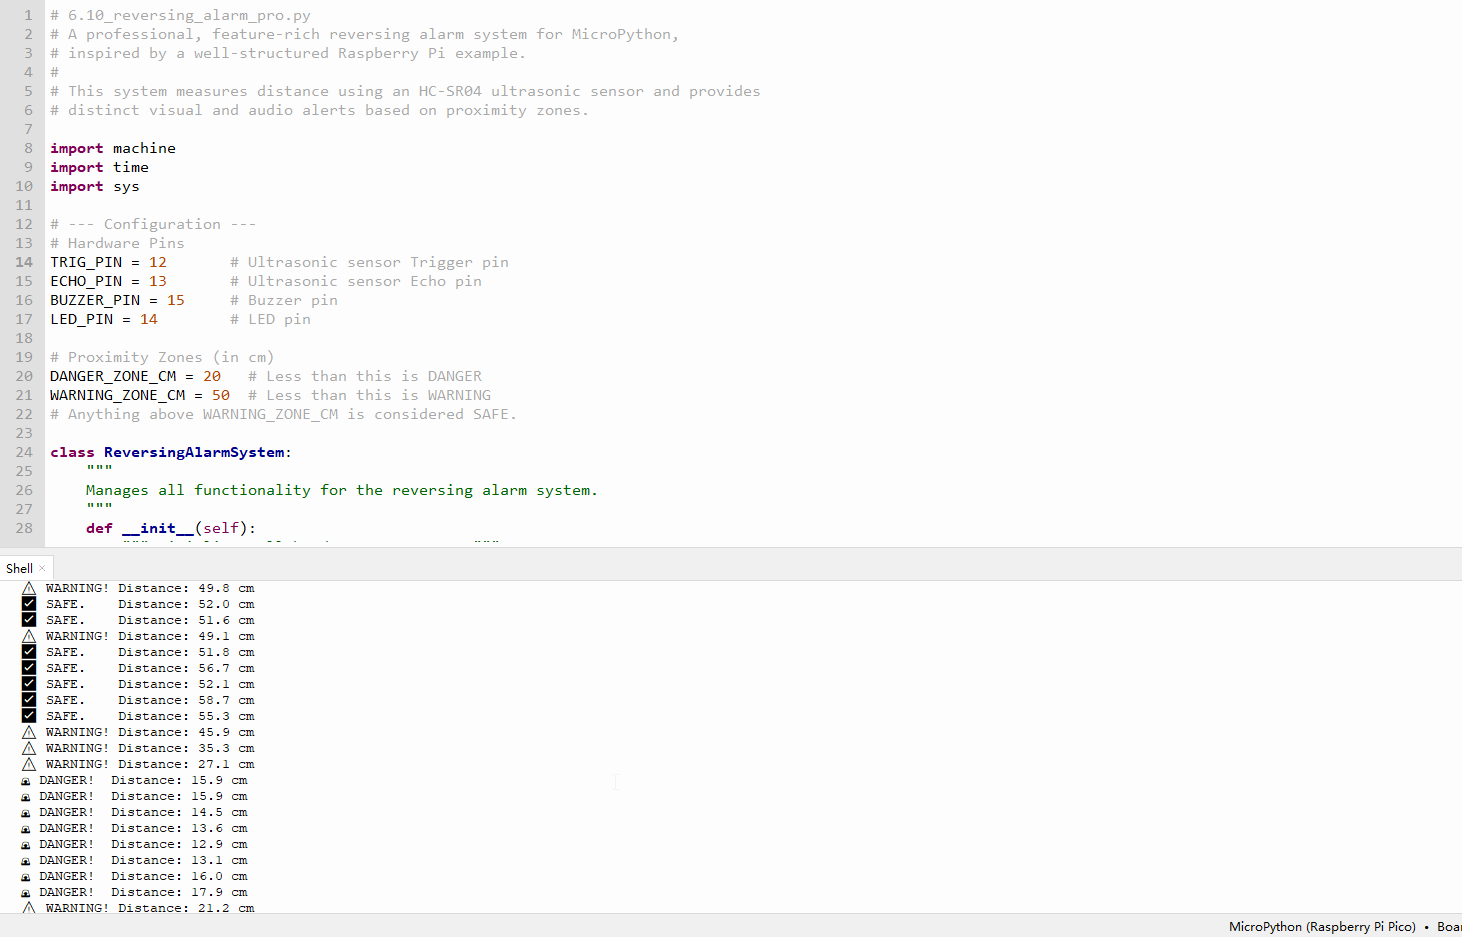 1 # 6.10_reversing_alarm_pro.py
2 # A professional, feature-rich reversing alarm system for MicroPython,
3 # inspired by a well-structured Raspberry Pi example.
4 #
5 # This system measures distance using an HC-SR04 ultrasonic sensor and provides
6 # distinct visual and audio alerts based on proximity zones.
7
8 import machine
9 import time
10 import sys
11
12 # --- Configuration ---
13 # Hardware Pins
14 TRIG_PIN = 12 # Ultrasonic sensor Trigger pin
15 ECHO_PIN = 13 # Ultrasonic sensor Echo pin
16 BUZZER_PIN = 15 # Buzzer pin
17 LED_PIN = 14 # LED pin
18
19 # Proximity Zones (in cm)
20 DANGER_ZONE_CM = 20 # Less than this is DANGER
21 WARNING_ZONE_CM = 50 # Less than this is WARNING
22 # Anything above WARNING_ZONE_CM is considered SAFE.
23
24 class ReversingAlarmSystem:
25 """
26 Manages all functionality for the reversing alarm system.
27 """
28 def __init__(self):
Shell ×
⚠ WARNING! Distance: 49.8 cm
✅ SAFE. Distance: 52.0 cm
✅ SAFE. Distance: 51.6 cm
⚠ WARNING! Distance: 49.1 cm
✅ SAFE. Distance: 51.8 cm
✅ SAFE. Distance: 56.7 cm
✅ SAFE. Distance: 52.1 cm
✅ SAFE. Distance: 58.7 cm
✅ SAFE. Distance: 55.3 cm
⚠ WARNING! Distance: 45.9 cm
⚠ WARNING! Distance: 35.3 cm
⚠ WARNING! Distance: 27.1 cm
🚨 DANGER! Distance: 15.9 cm
🚨 DANGER! Distance: 15.9 cm
🚨 DANGER! Distance: 14.5 cm
🚨 DANGER! Distance: 13.6 cm
🚨 DANGER! Distance: 12.9 cm
🚨 DANGER! Distance: 13.1 cm
🚨 DANGER! Distance: 16.0 cm
🚨 DANGER! Distance: 17.9 cm
⚠ WARNING! Distance: 21.2 cm
MicroPython (Raspberry Pi Pico) • Boar